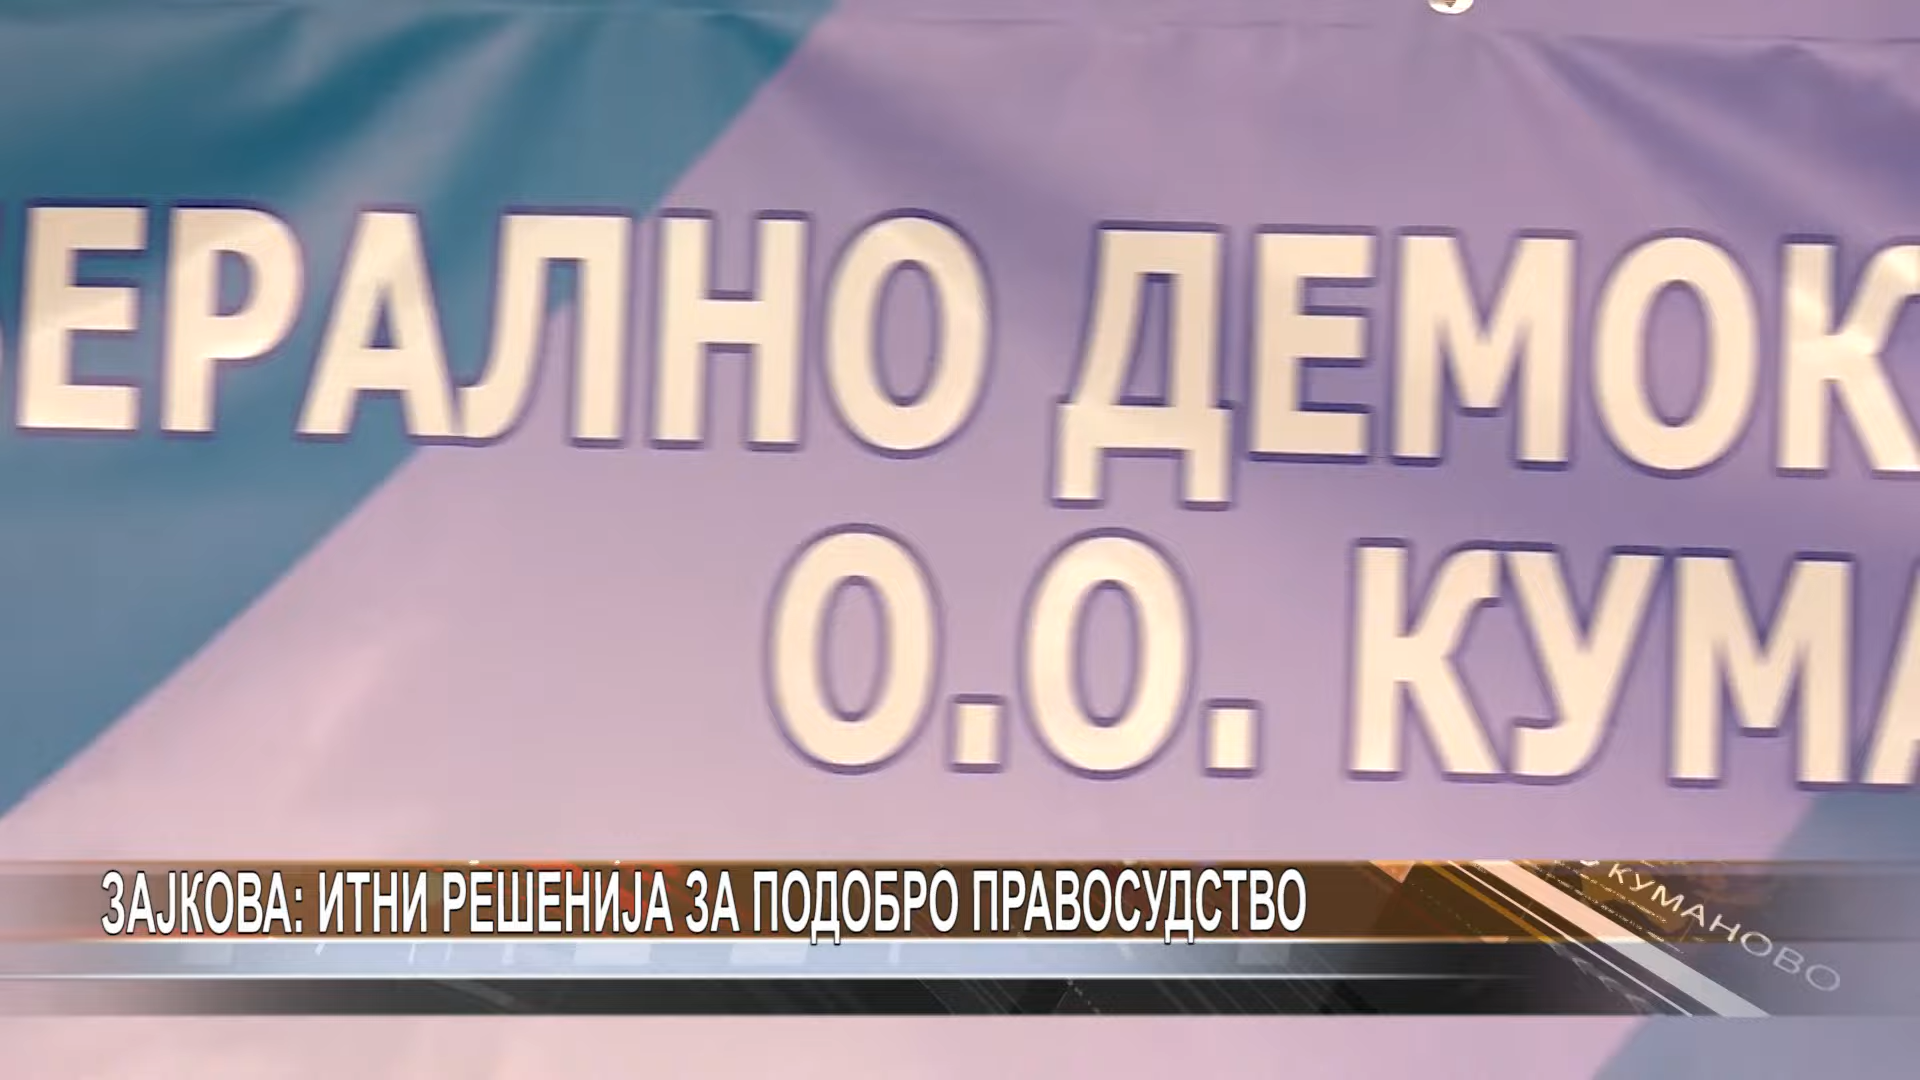 ЕРАЛНО ДЕМОК
О.О. КУМА
ЗАЈКОВА: ИТНИ РЕШЕНИЈА ЗА ПОДОБРО ПРАВОСУДСТВО
КУМАНОВО